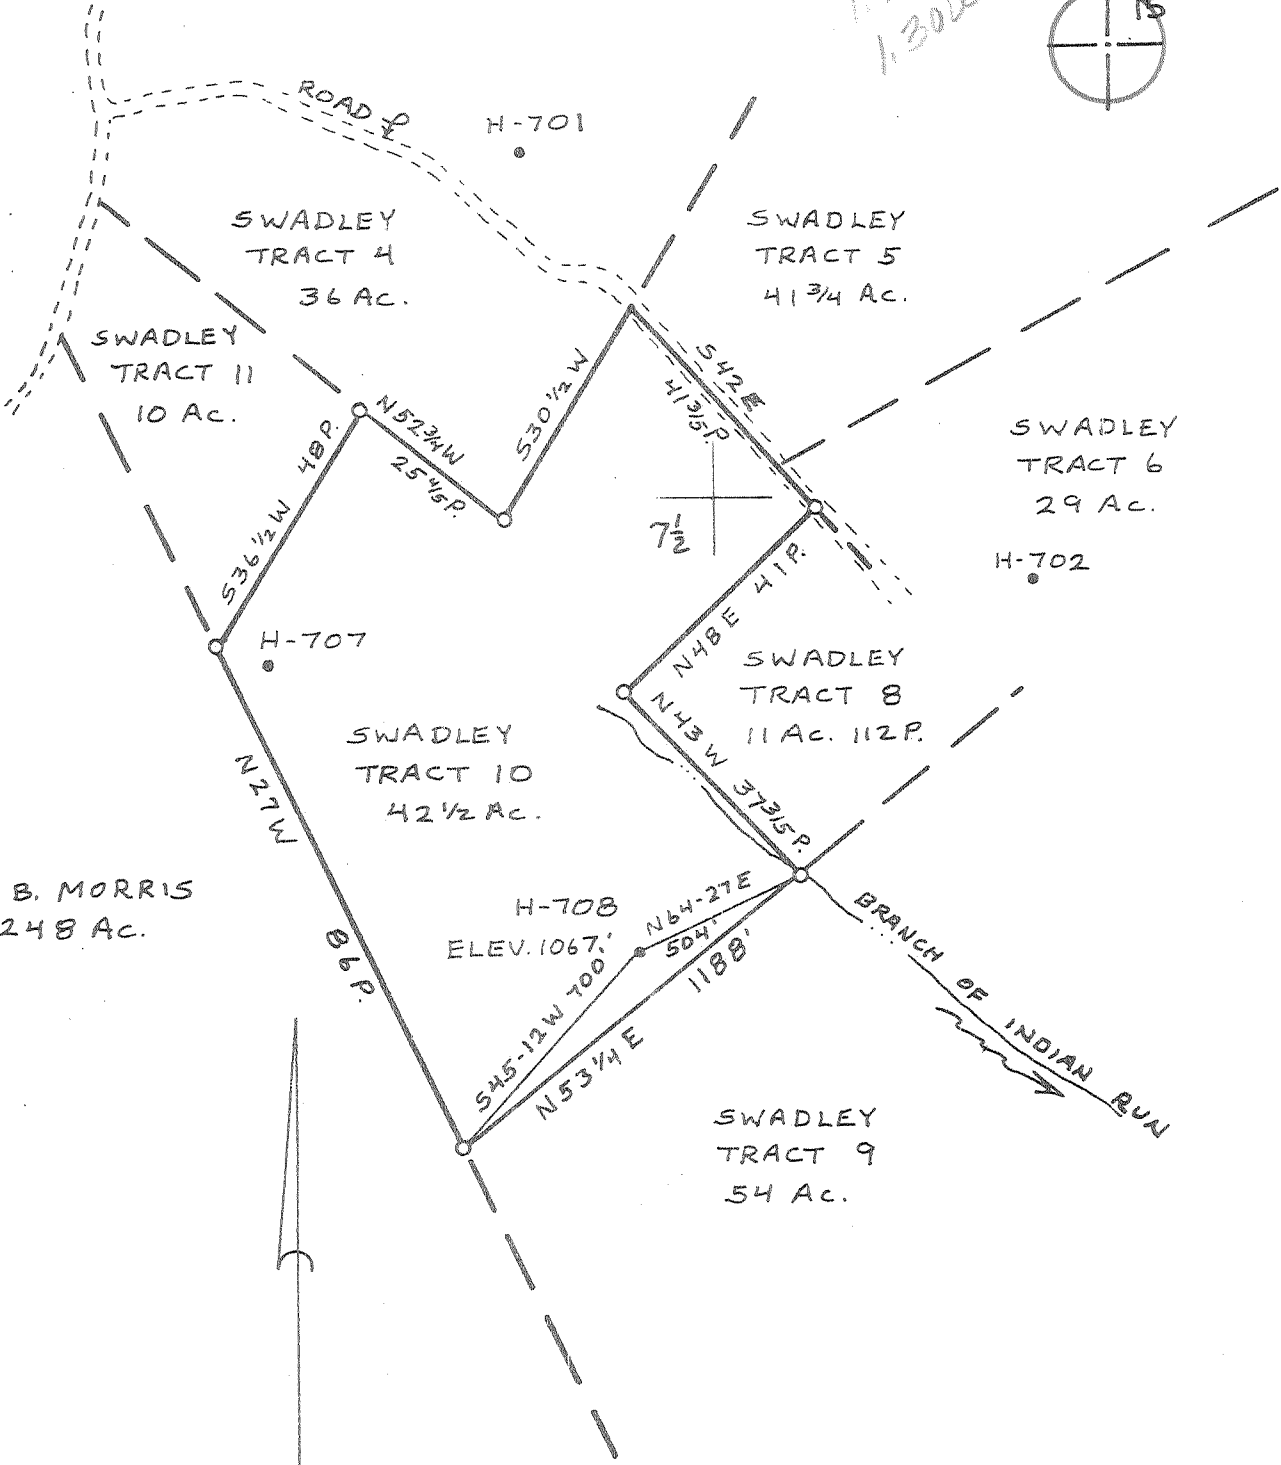 ROAD ₵
H-701
SWADLEY
TRACT 4
36 Ac.
SWADLEY
TRACT 5
41 3/4 Ac.
SWADLEY
TRACT 11
10 Ac.
S42E
41 3/5 P
S30 1/2 W
N52 3/4 W
25 4/5 P.
S36 1/2 W 48 P.
SWADLEY
TRACT 6
29 Ac.
7 1/2
H-702
N48E 41 P.
H-707
SWADLEY
TRACT 8
11 Ac. 112 P.
N43W 37 3/5 P.
SWADLEY
TRACT 10
42 1/2 Ac.
N27W
86 P.
B. MORRIS
248 Ac.
H-708
ELEV. 1067.'
N64-27E
504'
S45-12W 700'
1188'
N53 1/4 E
BRANCH OF INDIAN RUN
SWADLEY
TRACT 9
54 Ac.